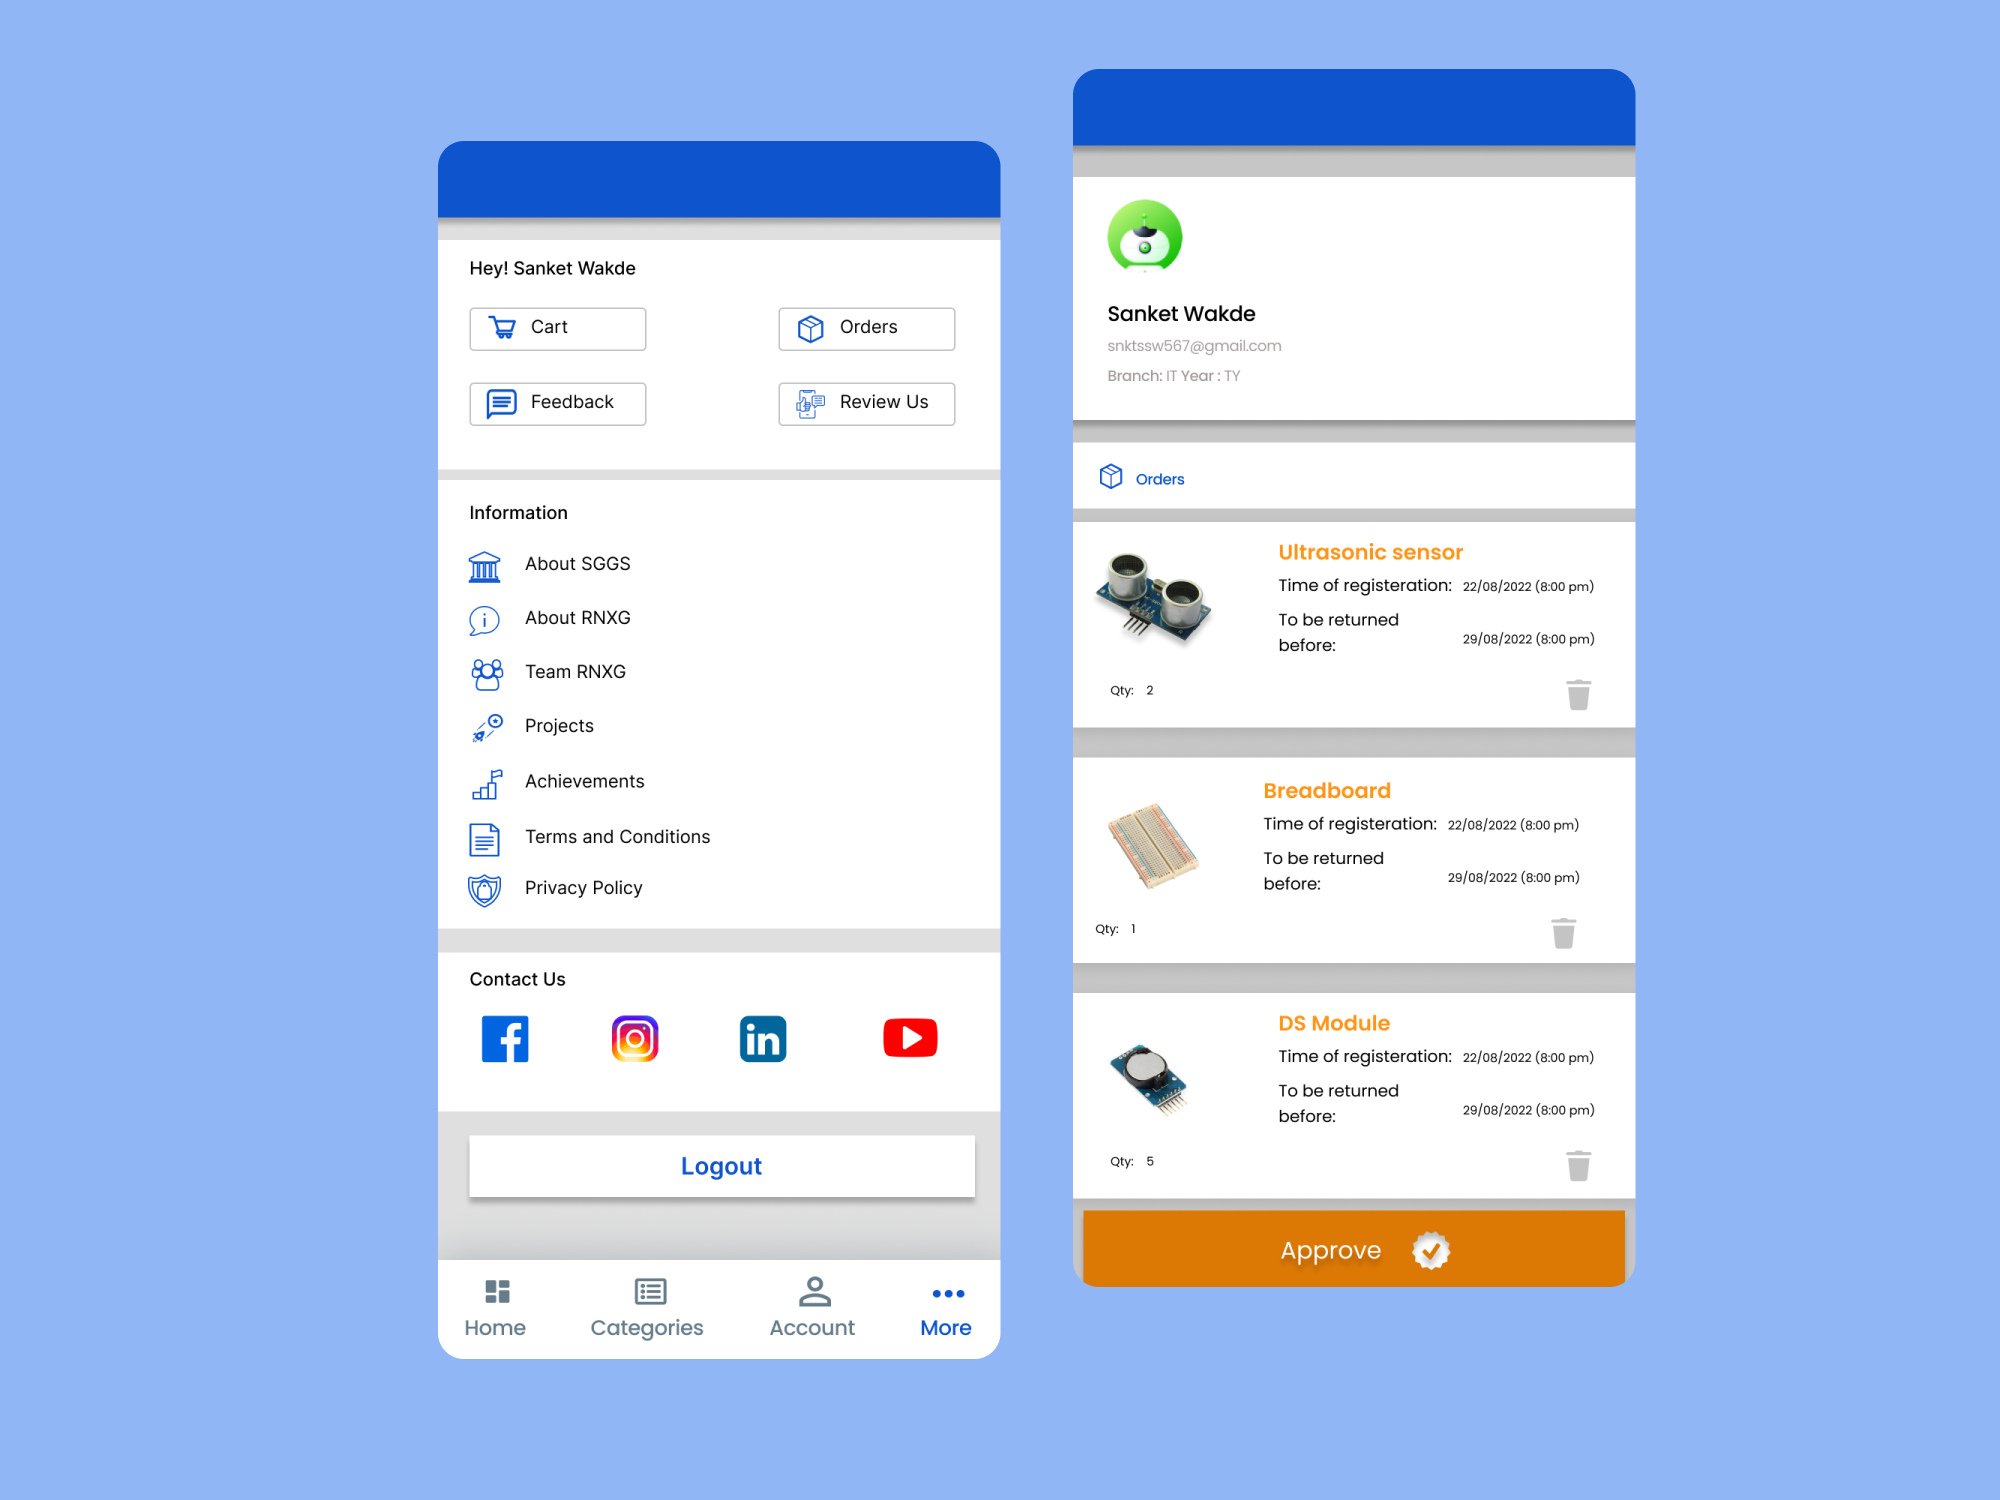 Hey! Sanket Wakde
Cart
Orders
Feedback
Review Us
Information
About SGGS
About RNXG
Team RNXG
Projects
Achievements
Terms and Conditions
Privacy Policy
Contact Us
Logout
Home
Categories
Account
More
Sanket Wakde
snktssw567@gmail.com
Branch: IT Year : TY
Orders
Ultrasonic sensor
Time of registeration: 22/08/2022 (8:00 pm)
To be returned
before: 29/08/2022 (8:00 pm)
Qty: 2
Breadboard
Time of registeration: 22/08/2022 (8:00 pm)
To be returned
before: 29/08/2022 (8:00 pm)
Qty: 1
DS Module
Time of registeration: 22/08/2022 (8:00 pm)
To be returned
before: 29/08/2022 (8:00 pm)
Qty: 5
Approve